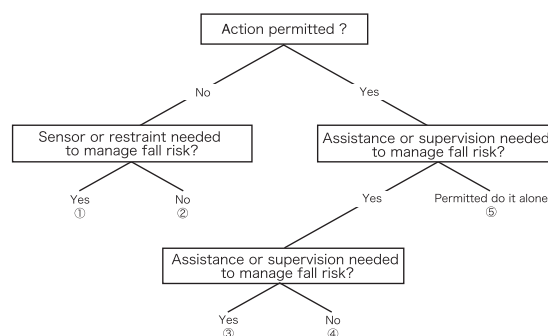 Action permitted ?
No
Yes
Sensor or restraint needed
to manage fall risk?
Assistance or supervision needed
to manage fall risk?
Yes
①
No
②
Yes
Permitted do it alone
⑤
Assistance or supervision needed
to manage fall risk?
Yes
③
No
④